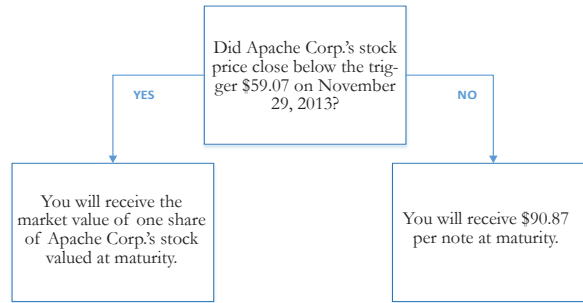 Did Apache Corp.'s stock
price close below the trig-
ger $59.07 on November
29, 2013?
YES
NO
You will receive the
market value of one share
of Apache Corp.'s stock
valued at maturity.
You will receive $90.87
per note at maturity.